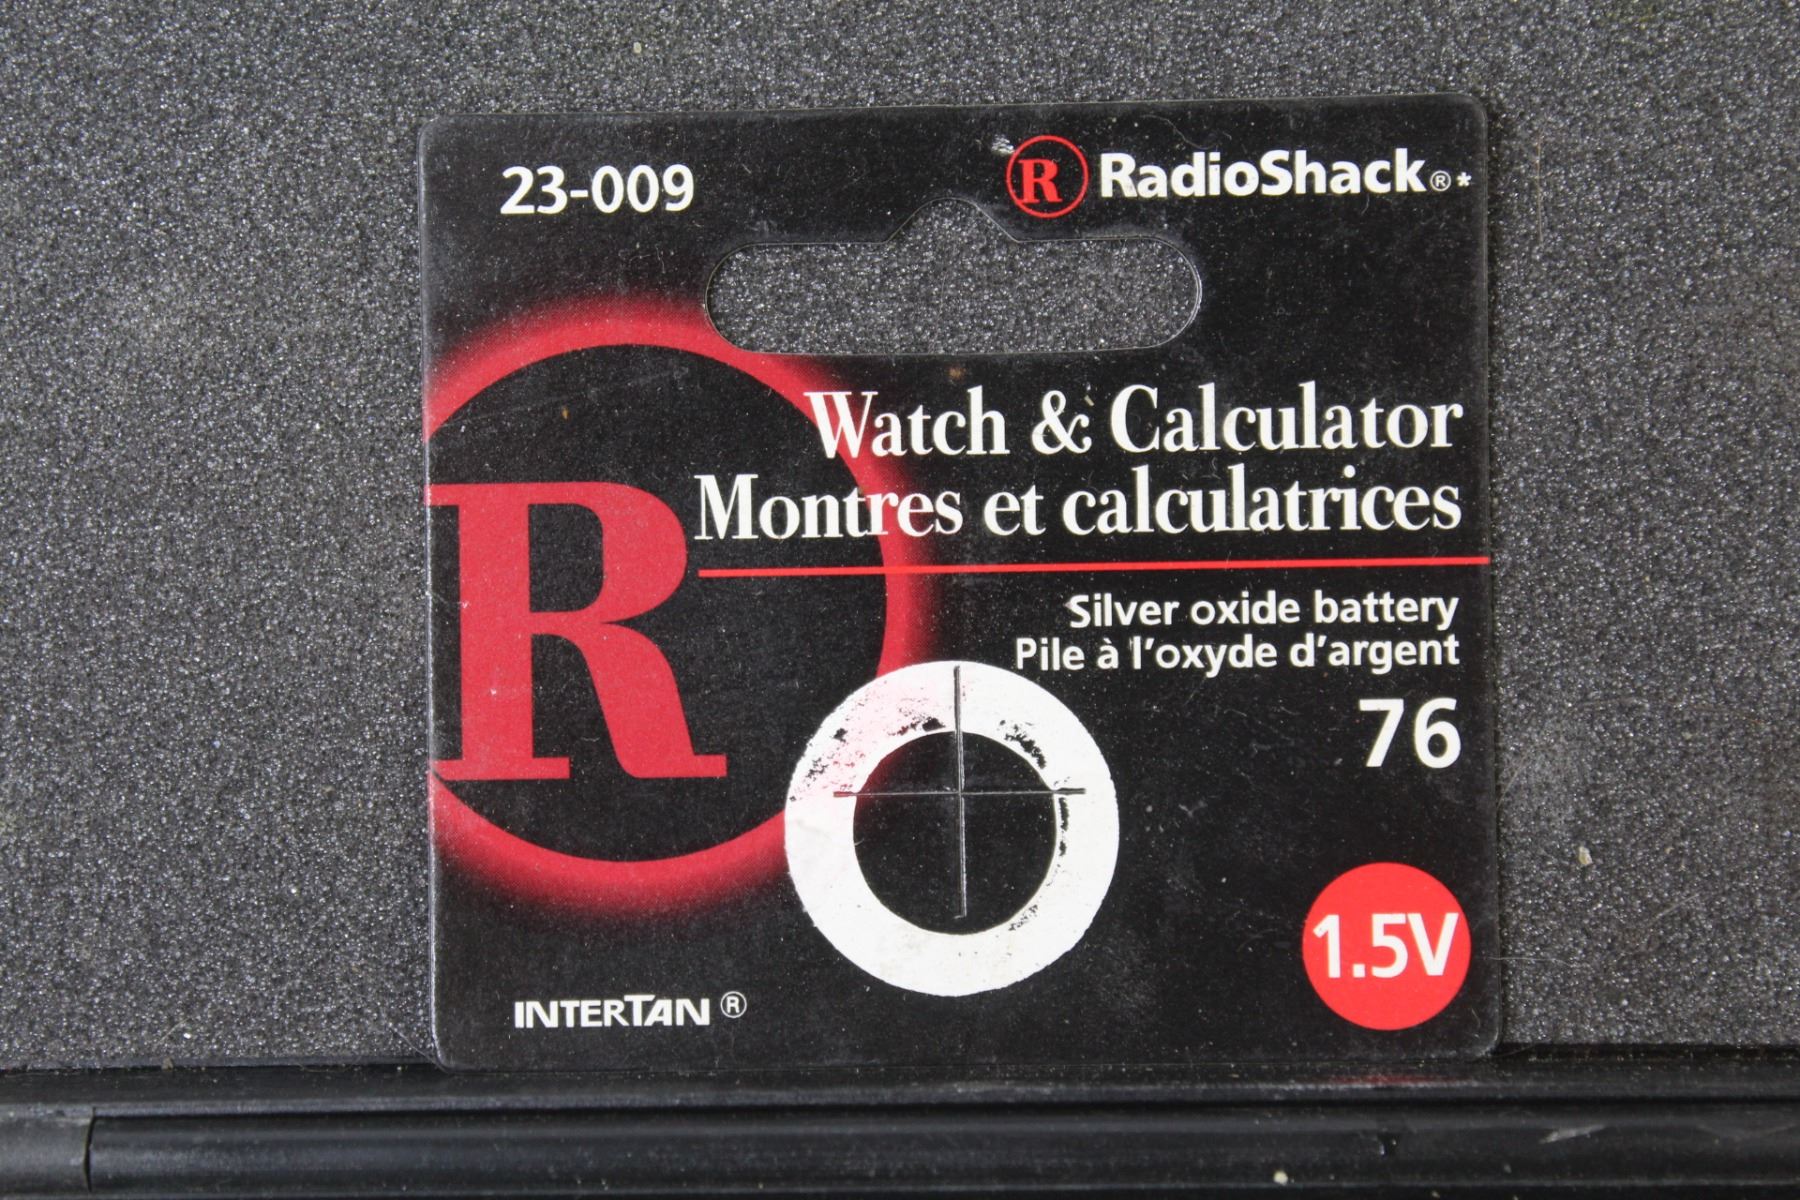 23-009
R RadioShack®*
Watch & Calculator
Montres et calculatrices
R
Silver oxide battery
Pile à l'oxyde d'argent
76
1.5V
INTERTAN®